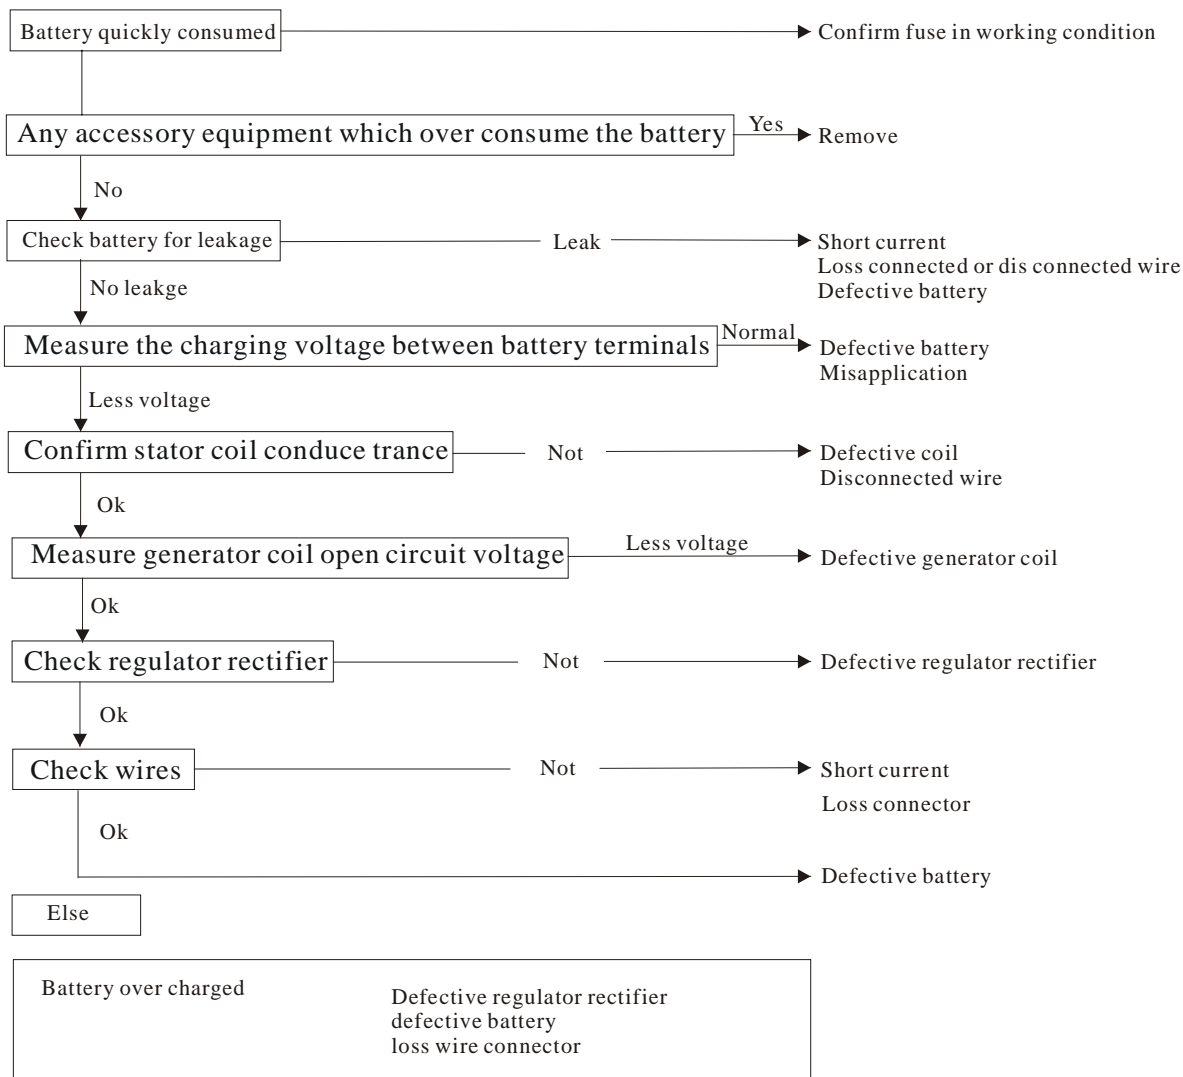 Battery quickly consumed
Confirm fuse in working condition
Any accessory equipment which over consume the battery
Yes
Remove
No
Check battery for leakage
Leak
Short current
Loss connected or dis connected wire
Defective battery
No leakge
Measure the charging voltage between battery terminals
Normal
Defective battery
Misapplication
Less voltage
Confirm stator coil conduce trance
Not
Defective coil
Disconnected wire
Ok
Measure generator coil open circuit voltage
Less voltage
Defective generator coil
Ok
Check regulator rectifier
Not
Defective regulator rectifier
Ok
Check wires
Not
Short current
Loss connector
Ok
Defective battery
Else
Battery over charged
Defective regulator rectifier
defective battery
loss wire connector